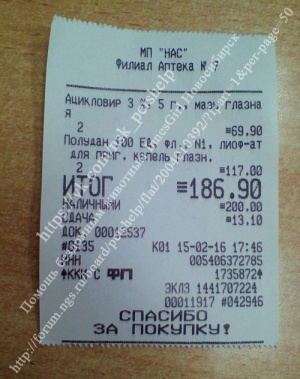 МП "НАС"
Филиал Аптека № 7
Ацикловир 3 %, 5 г., мазь глазна
я
2
≡69.90
Полудан 100 ЕД, фл. N1, лиоф-ат
для приг. капель глазн.
2
≡117.00
ИТОГ ≡186.90
НАЛИЧНЫМИ ≡200.00
СДАЧА ≡13.10
ДОК. 00012537
#6135 К01 15-02-16 17:46
ИНН 005406372785
ККМ С ФП 1735872
ЭКЛЗ 1441707224
00011917 #042946
СПАСИБО
ЗА ПОКУПКУ!